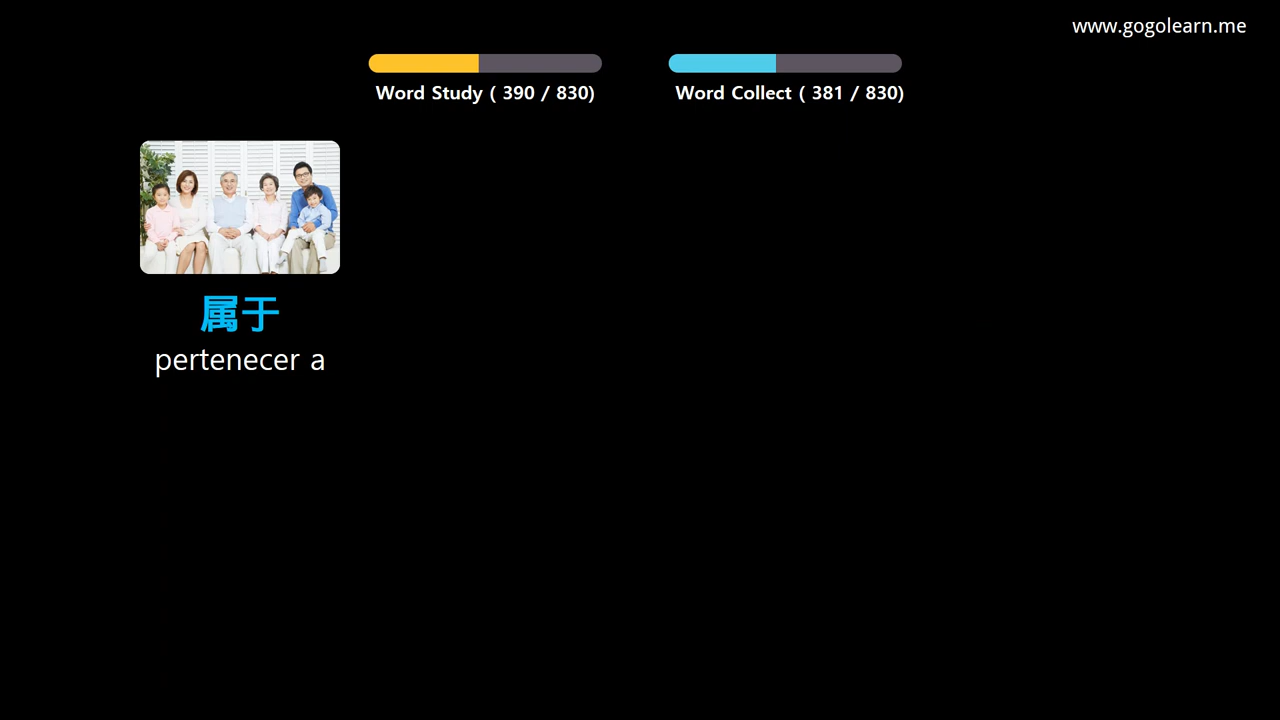 www.gogolearn.me
Word Study ( 390 / 830)
Word Collect ( 381 / 830)
属于
pertenecer a